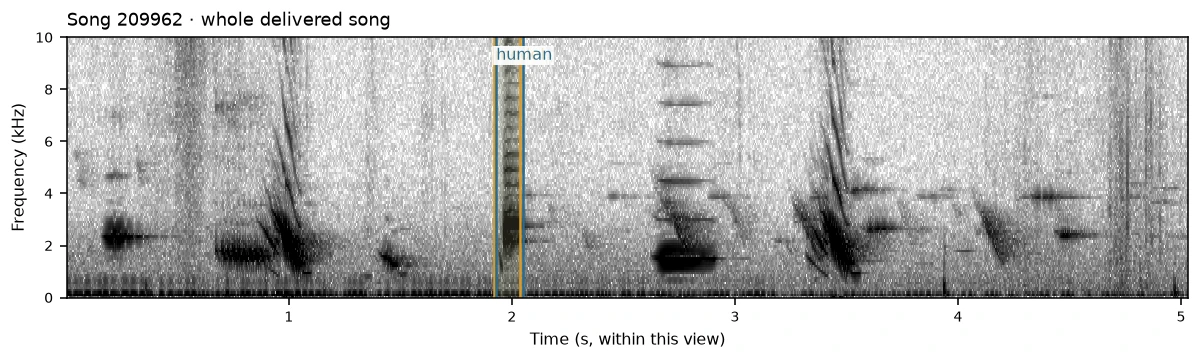 Song 209962 · whole delivered song
human
Frequency (kHz)
10
8
6
4
2
0
1
2
3
4
5
Time (s, within this view)